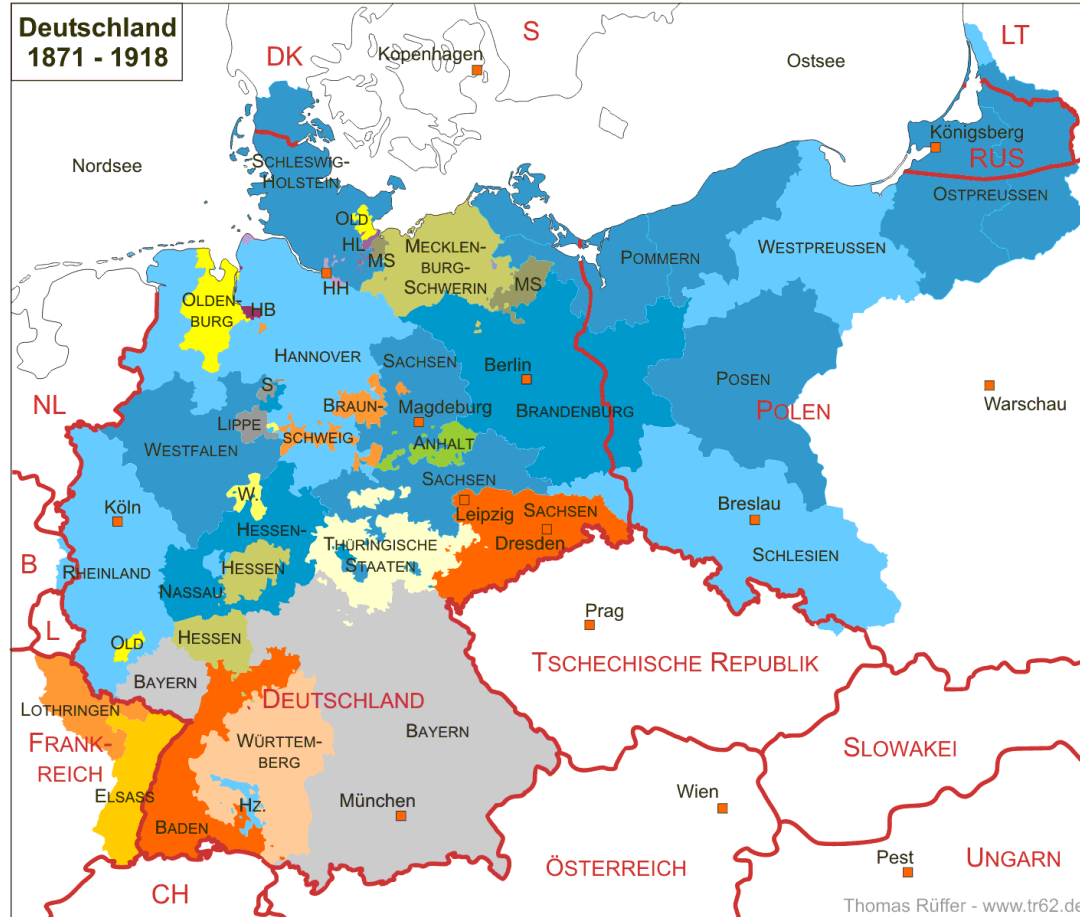 Deutschland
1871 - 1918
DK
S
LT
Kopenhagen
Ostsee
Nordsee
Königsberg
RUS
OSTPREUSSEN
SCHLESWIG-
HOLSTEIN
OLD
HL
MS
MECKLEN-
BURG-
SCHWERIN
MS
POMMERN
WESTPREUSSEN
HH
OLDEN-
BURG
HB
HANNOVER
SACHSEN
Berlin
POSEN
NL
S
BRAUN-
Magdeburg
BRANDENBURG
POLEN
Warschau
LIPPE
SCHWEIG
ANHALT
WESTFALEN
SACHSEN
W.
Köln
Leipzig
SACHSEN
Dresden
Breslau
HESSEN-
THÜRINGISCHE
STAATEN
SCHLESIEN
B
RHEINLAND
HESSEN
NASSAU
Prag
L
OLD
HESSEN
TSCHECHISCHE REPUBLIK
BAYERN
DEUTSCHLAND
LOTHRINGEN
BAYERN
FRANK-
REICH
WÜRTTEM-
BERG
SLOWAKEI
ELSASS
Hz.
München
Wien
BADEN
Pest
UNGARN
CH
ÖSTERREICH
Thomas Rüffer - www.tr62.de